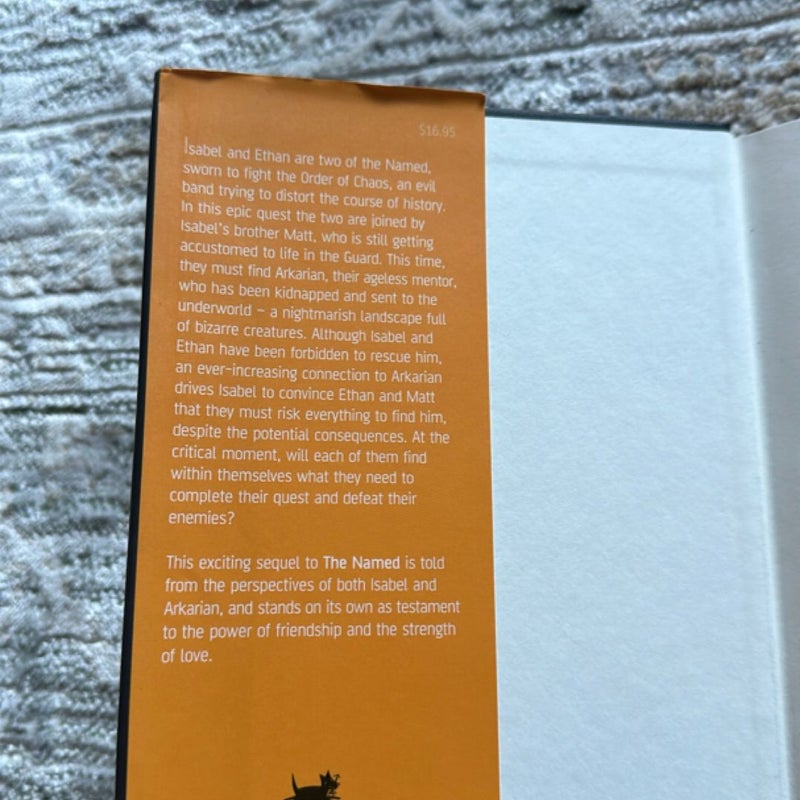 $16.95
Isabel and Ethan are two of the Named,
sworn to fight the Order of Chaos, an evil
band trying to distort the course of history.
In this epic quest the two are joined by
Isabel's brother Matt, who is still getting
accustomed to life in the Guard. This time,
they must find Arkarian, their ageless mentor,
who has been kidnapped and sent to the
underworld – a nightmarish landscape full
of bizarre creatures. Although Isabel and
Ethan have been forbidden to rescue him,
an ever-increasing connection to Arkarian
drives Isabel to convince Ethan and Matt
that they must risk everything to find him,
despite the potential consequences. At the
critical moment, will each of them find
within themselves what they need to
complete their quest and defeat their
enemies?
This exciting sequel to The Named is told
from the perspectives of both Isabel and
Arkarian, and stands on its own as testament
to the power of friendship and the strength
of love.